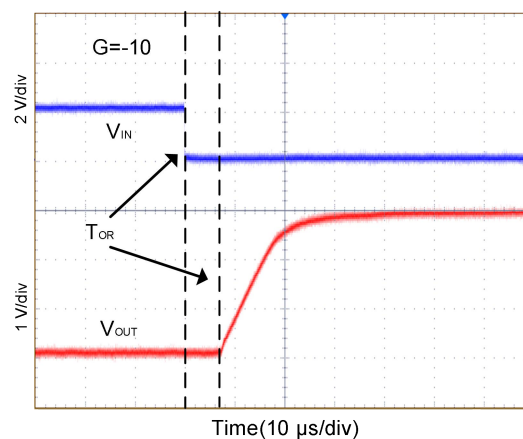 G=-10
2 V/div
VIN
TOR
1 V/div
VOUT
Time(10 µs/div)